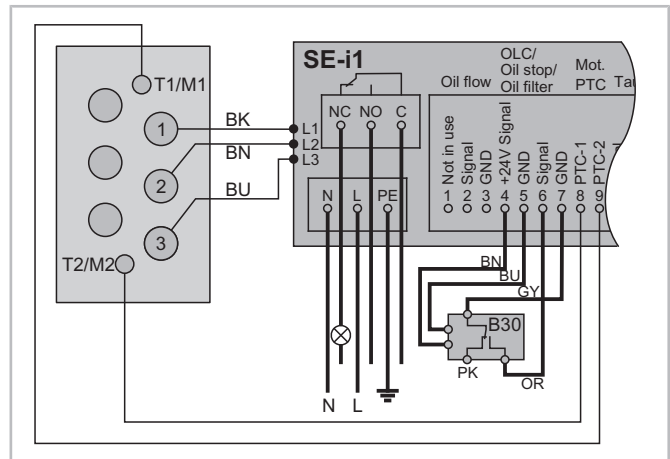 SE-i1
OLC/
Oil stop/
Oil filter
Oil flow
Mot.
PTC
T1/M1
1
2
3
T2/M2
BK
BN
BU
L1
L2
L3
NC NO C
N L PE
1 Not in use
2 Signal
3 GND
4 +24V Signal
5 GND
6 Signal
7 GND
8 PTC-1
9 PTC-2
BN
BU
GY
B30
PK
OR
N L